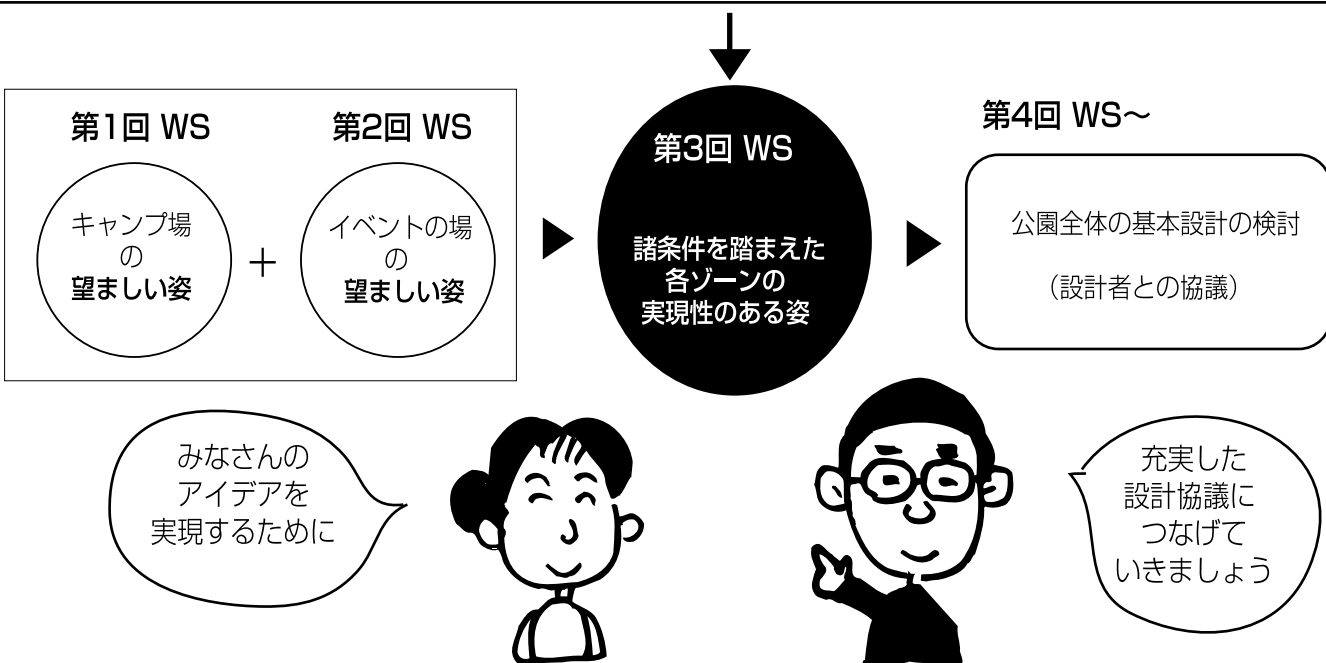 第1回 WS
キャンプ場
の
望ましい姿
+
第2回 WS
イベントの場
の
望ましい姿
第3回 WS
諸条件を踏まえた
各ゾーンの
実現性のある姿
第4回 WS～
公園全体の基本設計の検討
（設計者との協議）
みなさんの
アイデアを
実現するために
充実した
設計協議に
つなげて
いきましょう